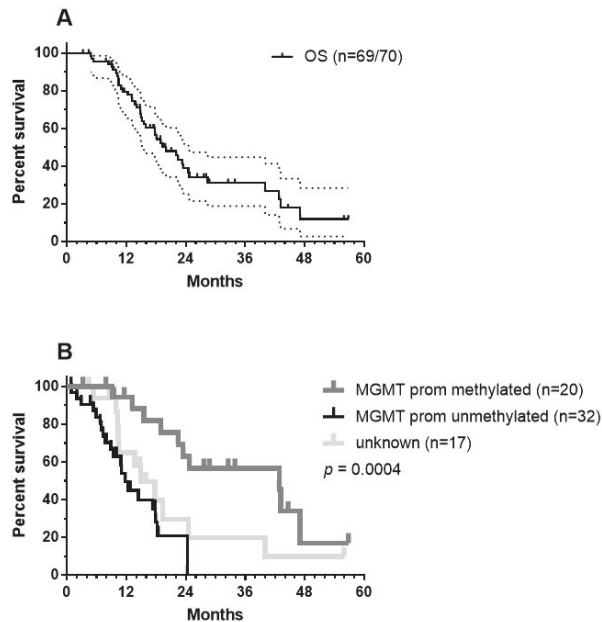 A
OS (n=69/70)
Percent survival
100
80
60
40
20
0
0 12 24 36 48 60
Months
B
MGMT prom methylated (n=20)
MGMT prom unmethylated (n=32)
unknown (n=17)
p = 0.0004
Percent survival
100
80
60
40
20
0
0 12 24 36 48 60
Months